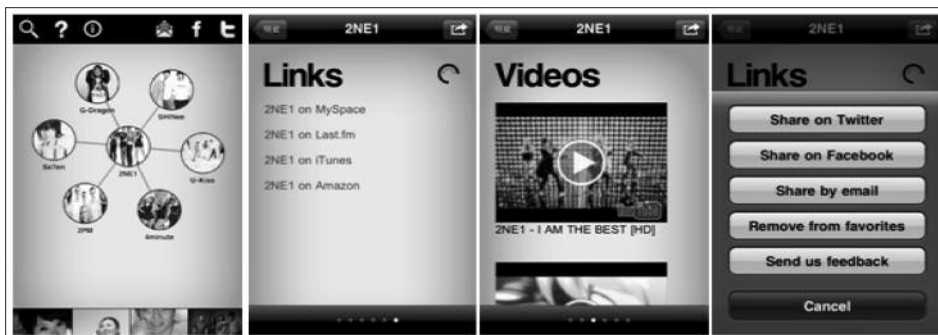 G-Dragon
SHINee
Se7en
2NE1
U-Kiss
2PM
4minute
2NE1
Links
2NE1 on MySpace
2NE1 on Last.fm
2NE1 on iTunes
2NE1 on Amazon
2NE1
Videos
YouTube
2NE1 - I AM THE BEST [HD]
2NE1
Links
Share on Twitter
Share on Facebook
Share by email
Remove from favorites
Send us feedback
Cancel